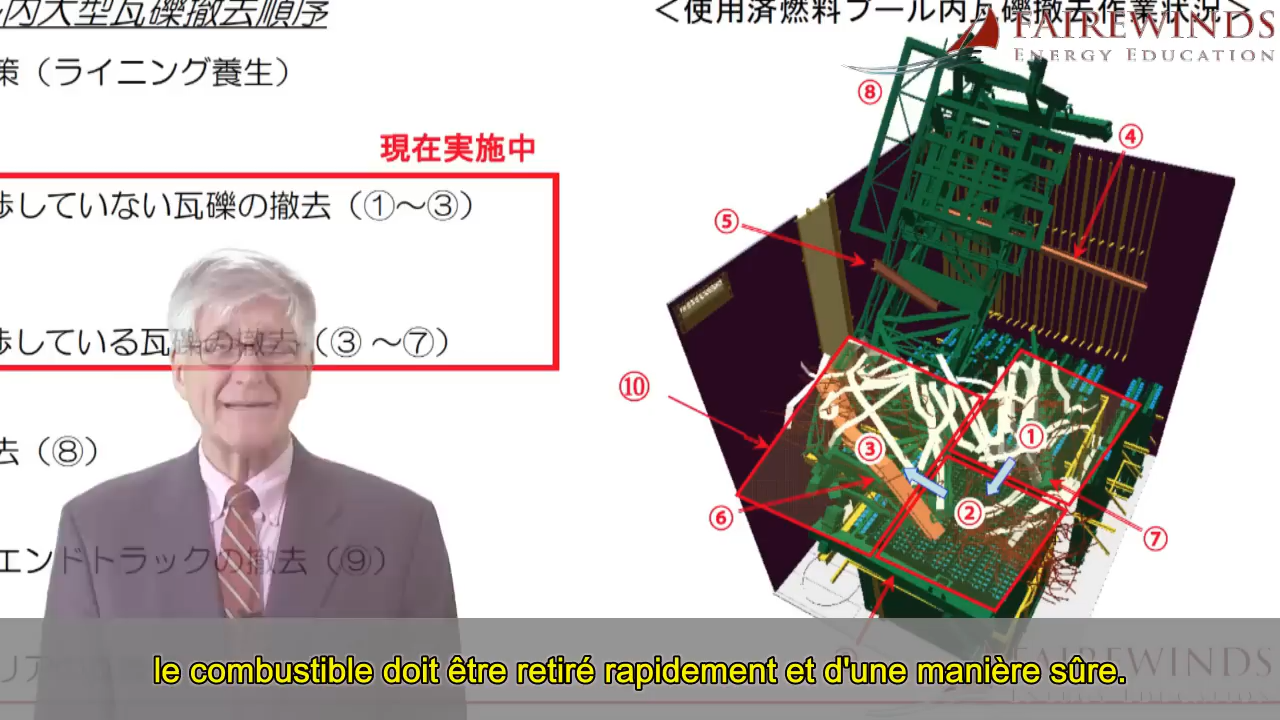 内大型瓦礫撤去順序
＜使用済燃料プール内瓦礫撤去作業状況＞
FAIREWINDS
ENERGY EDUCATION
策（ライニング養生）
現在実施中
渉していない瓦礫の撤去（①～③）
渉している瓦礫の撤去（③ ～⑦）
去（⑧）
エンドトラックの撤去（⑨）
⑧
④
⑤
⑩
①
③
②
⑥
⑦
FAIREWINDS
le combustible doit être retiré rapidement et d'une manière sûre.